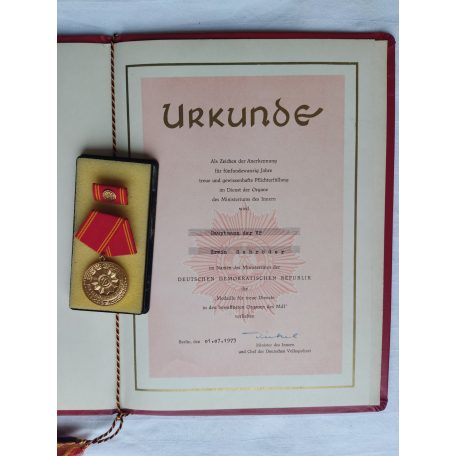 URKUNDE
Als Zeichen der Anerkennung
für fünfundzwanzig Jahre
treue und gewissenhafte Pflichterfüllung
im Dienst der Organe
des Ministeriums des Innern
wird
Hauptmann der VP
Erwin Schröder
im Namen des Ministerrates der
DEUTSCHEN DEMOKRATISCHEN REPUBLIK
die
"Medaille für treue Dienste
in den bewaffneten Organen des MdI"
verliehen
Berlin, den 01.07.1973
Minister des Innern
und Chef der Deutschen Volkspolizei